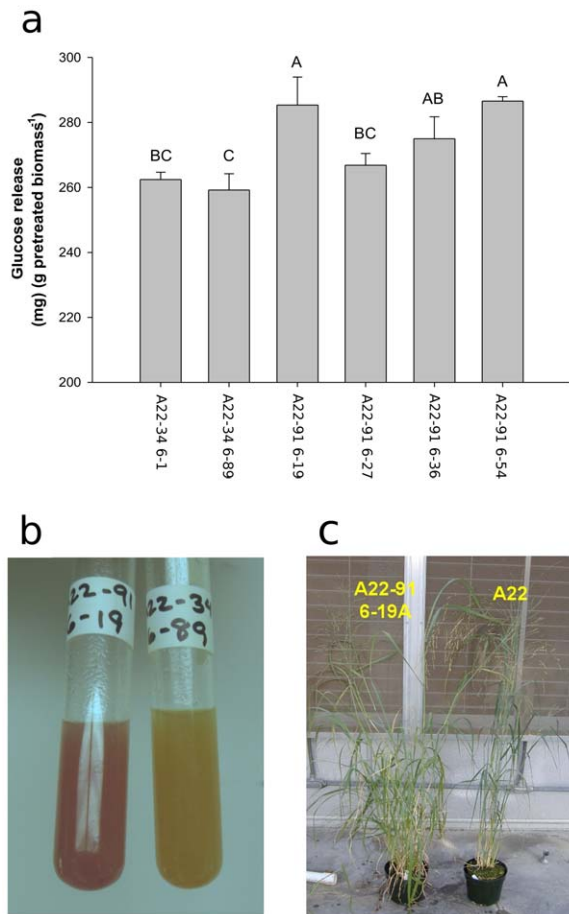 a
Glucose release
(mg) (g pretreated biomass⁻¹)
300
280
260
240
220
200
BC
C
A
BC
AB
A
A22-34 6-1
A22-34 6-89
A22-91 6-19
A22-91 6-27
A22-91 6-36
A22-91 6-54
b
22-91
6-19
22-34
6-89
c
A22-91
6-19A
A22